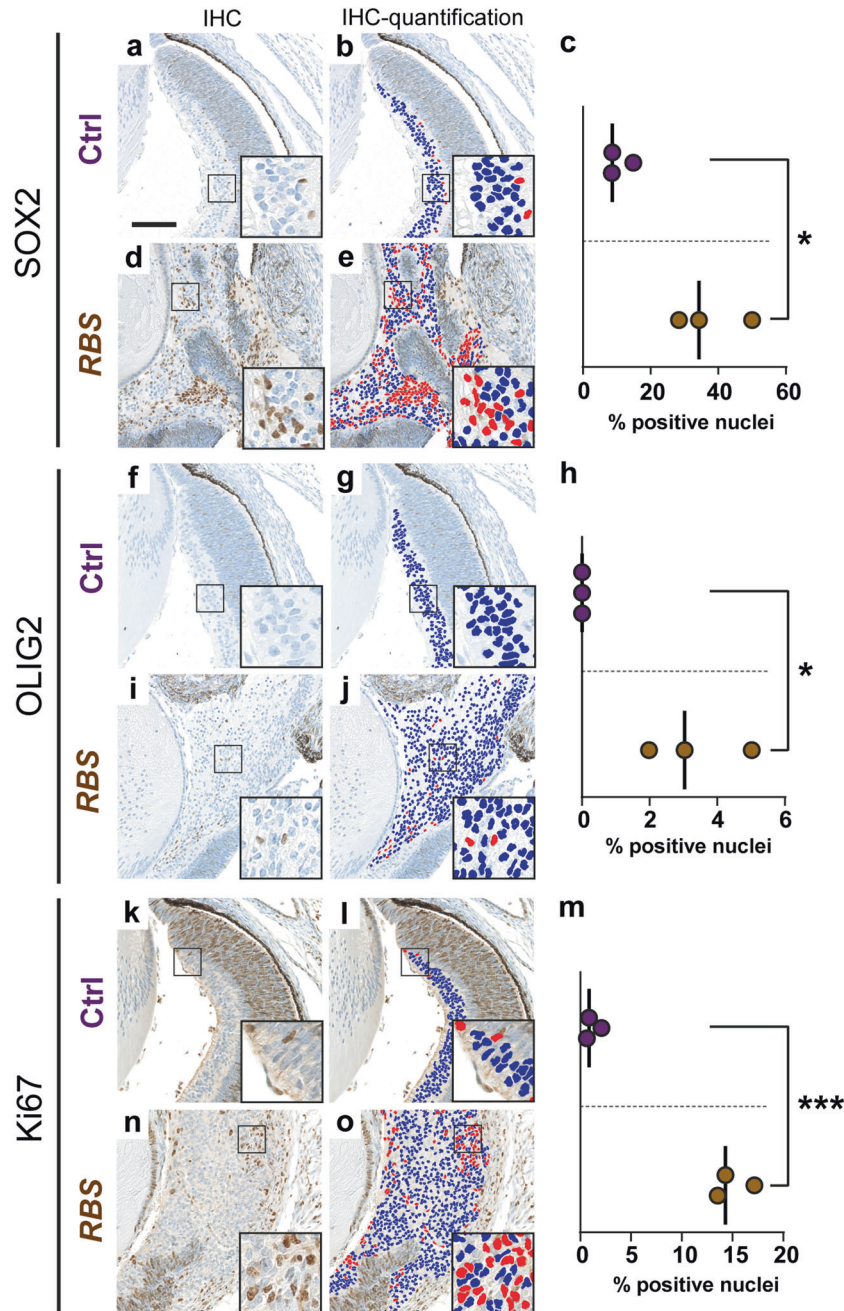 IHC
IHC-quantification
SOX2
Ctrl
a
b
c
RBS
d
e
*
0 20 40 60
% positive nuclei
OLIG2
Ctrl
f
g
h
RBS
i
j
*
0 2 4 6
% positive nuclei
Ki67
Ctrl
k
l
m
RBS
n
o
***
0 5 10 15 20
% positive nuclei